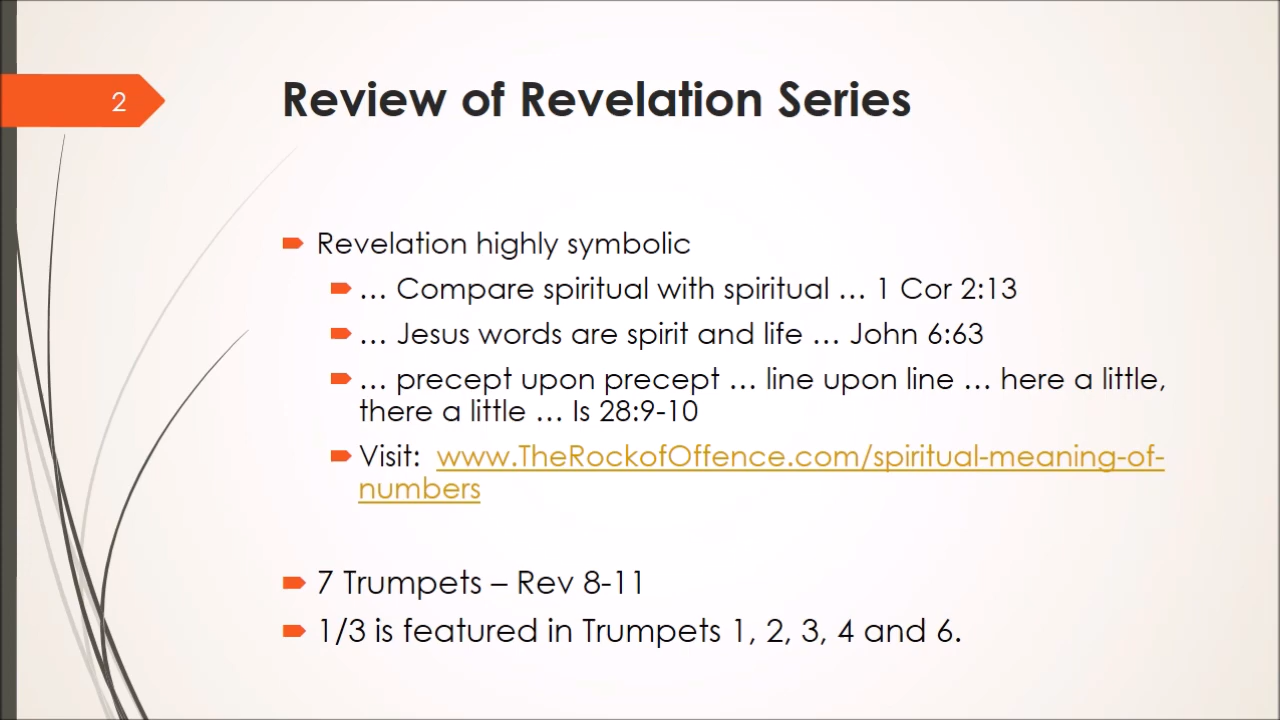 2
Review of Revelation Series
Revelation highly symbolic
… Compare spiritual with spiritual … 1 Cor 2:13
… Jesus words are spirit and life … John 6:63
… precept upon precept … line upon line … here a little,
there a little … Is 28:9-10
Visit: www.TheRockofOffence.com/spiritual-meaning-of-
numbers
7 Trumpets – Rev 8-11
1/3 is featured in Trumpets 1, 2, 3, 4 and 6.